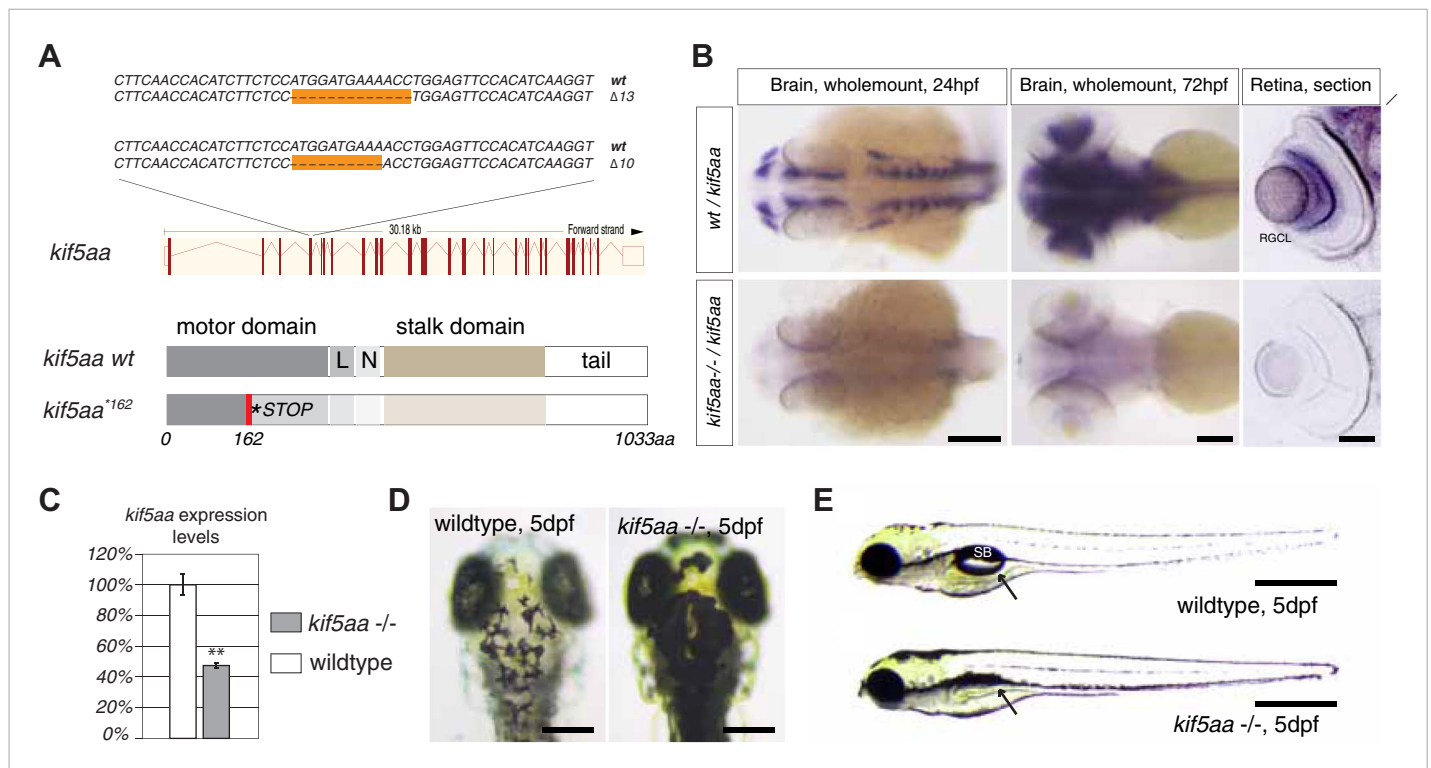 A
CTTCAACCACATCTTCTCCATGGATGAAAACCTGGAGTTCCACATCAAGGT wt
CTTCAACCACATCTTCTCC-------------TGGAGTTCCACATCAAGGT Δ13
CTTCAACCACATCTTCTCCATGGATGAAAACCTGGAGTTCCACATCAAGGT wt
CTTCAACCACATCTTCTCC----------ACCTGGAGTTCCACATCAAGGT Δ10
30.18 kb Forward strand
kif5aa
motor domain stalk domain
kif5aa wt L N tail
kif5aa*162 *STOP
0 162 1033aa
B
Brain, wholemount, 24hpf Brain, wholemount, 72hpf Retina, section
wt / kif5aa
RGCL
kif5aa-/- / kif5aa
C
kif5aa expression
levels
120%
100%
80%
60%
40%
20%
0%
**
kif5aa -/-
wildtype
D
wildtype, 5dpf kif5aa -/-, 5dpf
E
SB
wildtype, 5dpf
kif5aa -/-, 5dpf